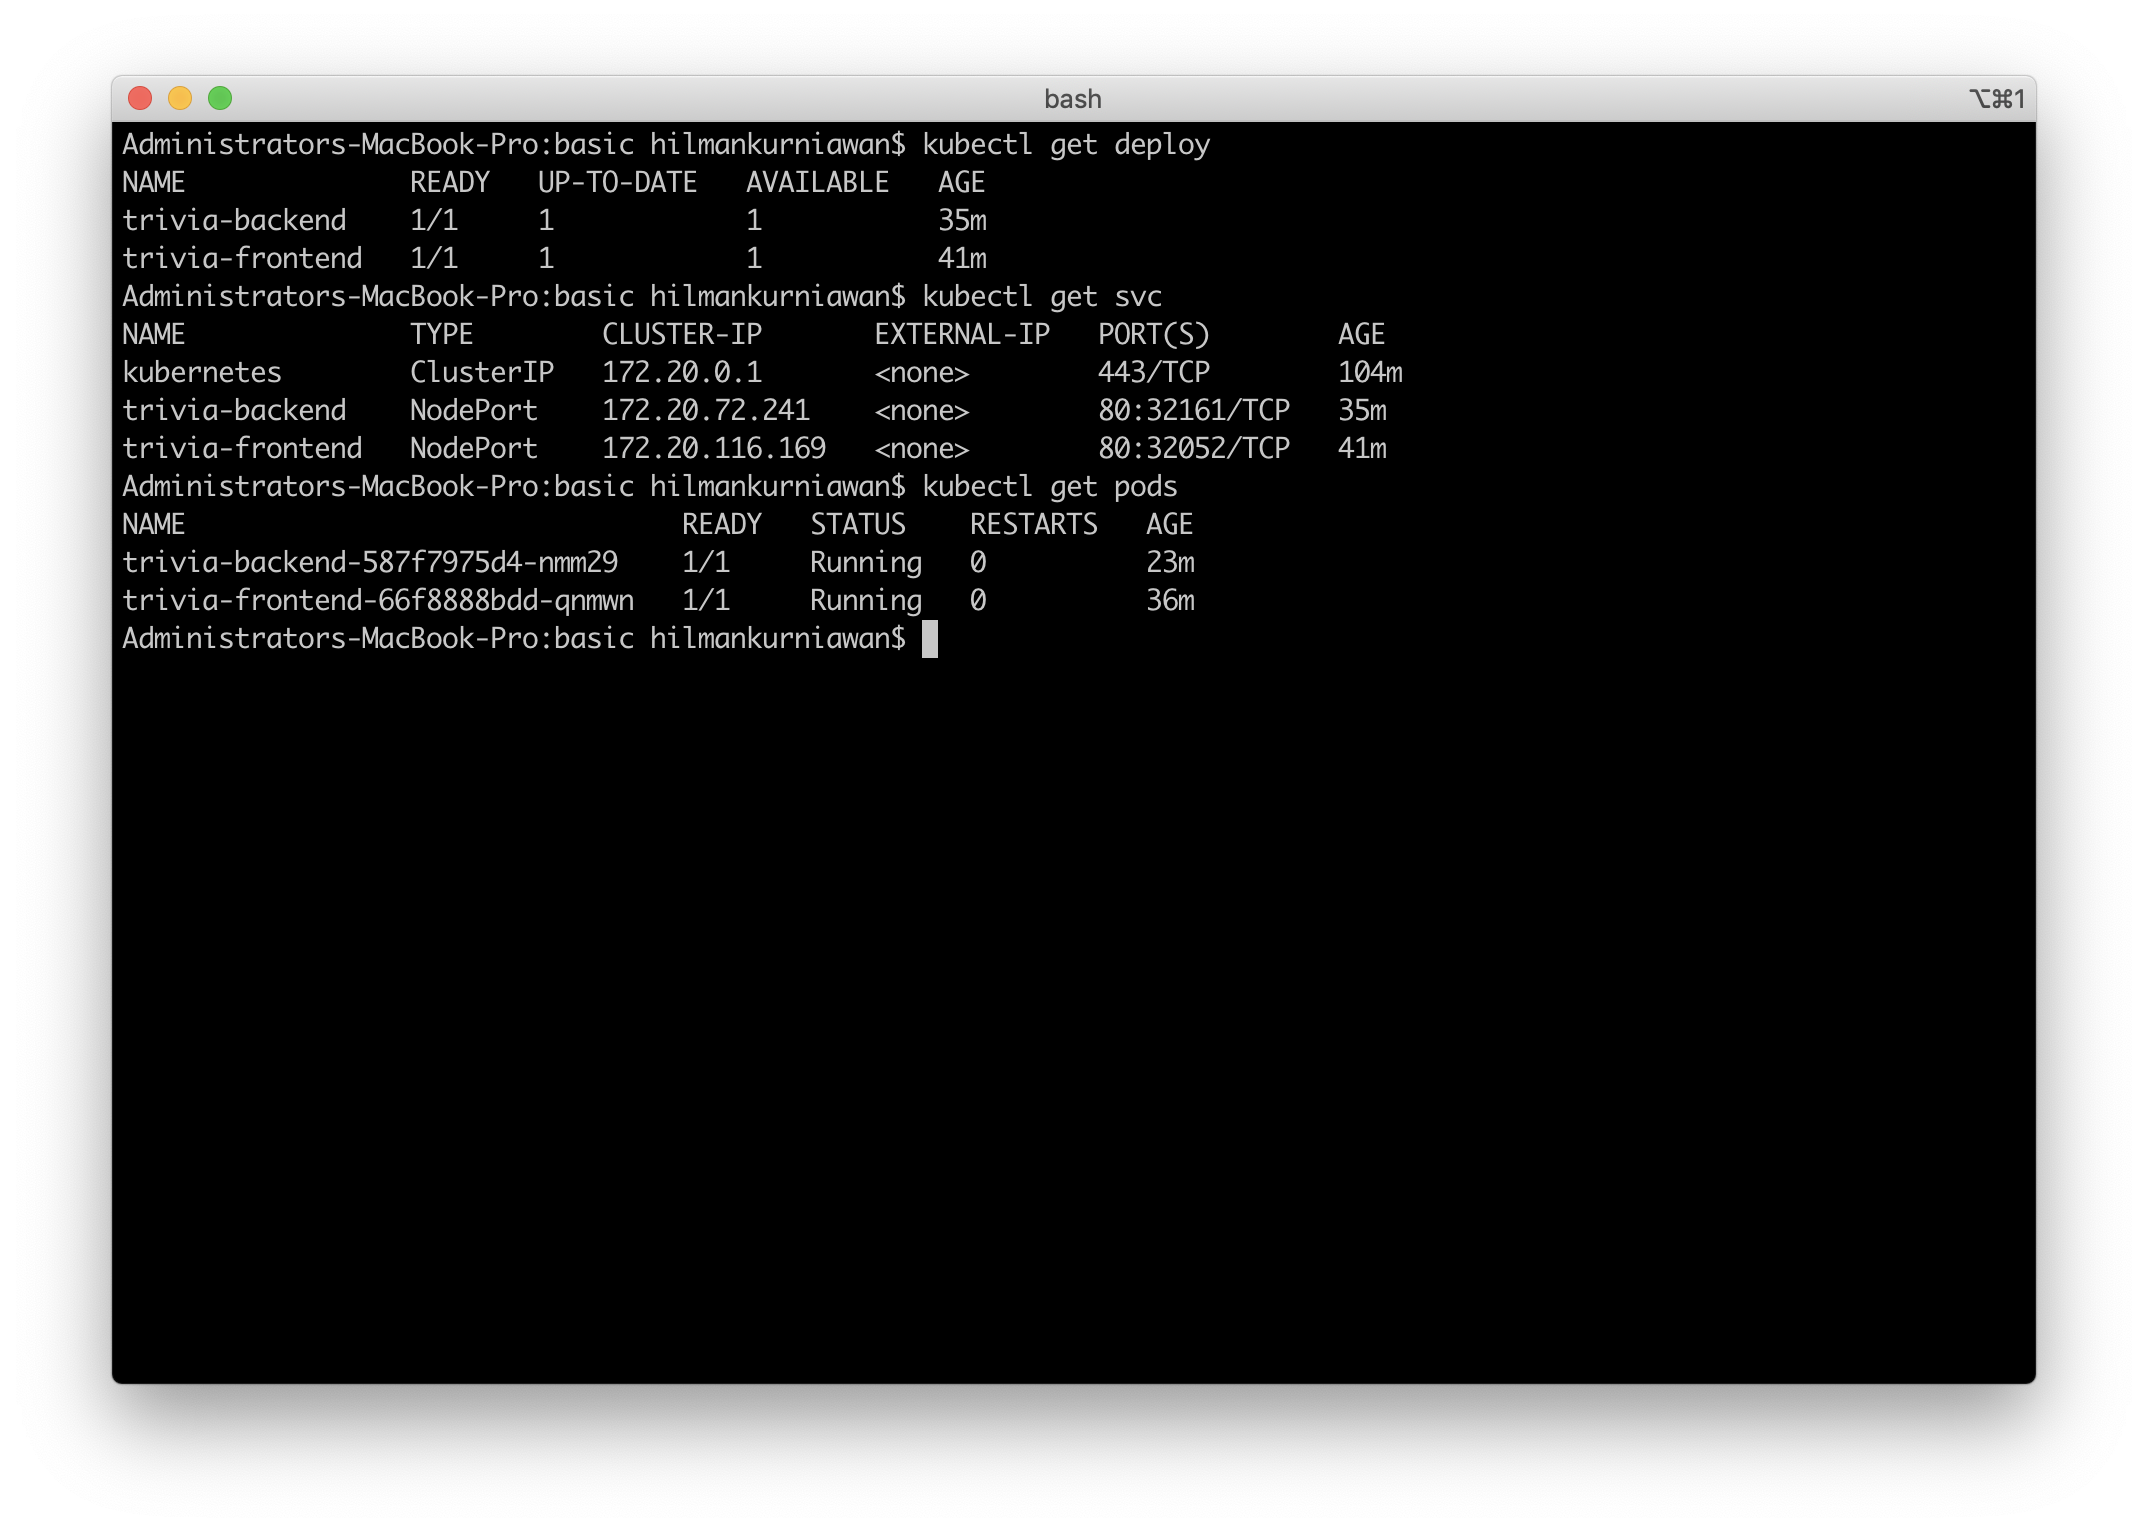 bash
⌥⌘1
Administrators-MacBook-Pro:basic hilmankurniawan$ kubectl get deploy
NAME              READY   UP-TO-DATE   AVAILABLE   AGE
trivia-backend    1/1     1            1           35m
trivia-frontend   1/1     1            1           41m
Administrators-MacBook-Pro:basic hilmankurniawan$ kubectl get svc
NAME              TYPE        CLUSTER-IP       EXTERNAL-IP   PORT(S)        AGE
kubernetes        ClusterIP   172.20.0.1       <none>        443/TCP        104m
trivia-backend    NodePort    172.20.72.241    <none>        80:32161/TCP   35m
trivia-frontend   NodePort    172.20.116.169   <none>        80:32052/TCP   41m
Administrators-MacBook-Pro:basic hilmankurniawan$ kubectl get pods
NAME                               READY   STATUS    RESTARTS   AGE
trivia-backend-587f7975d4-nmm29    1/1     Running   0          23m
trivia-frontend-66f8888bdd-qnmwn   1/1     Running   0          36m
Administrators-MacBook-Pro:basic hilmankurniawan$